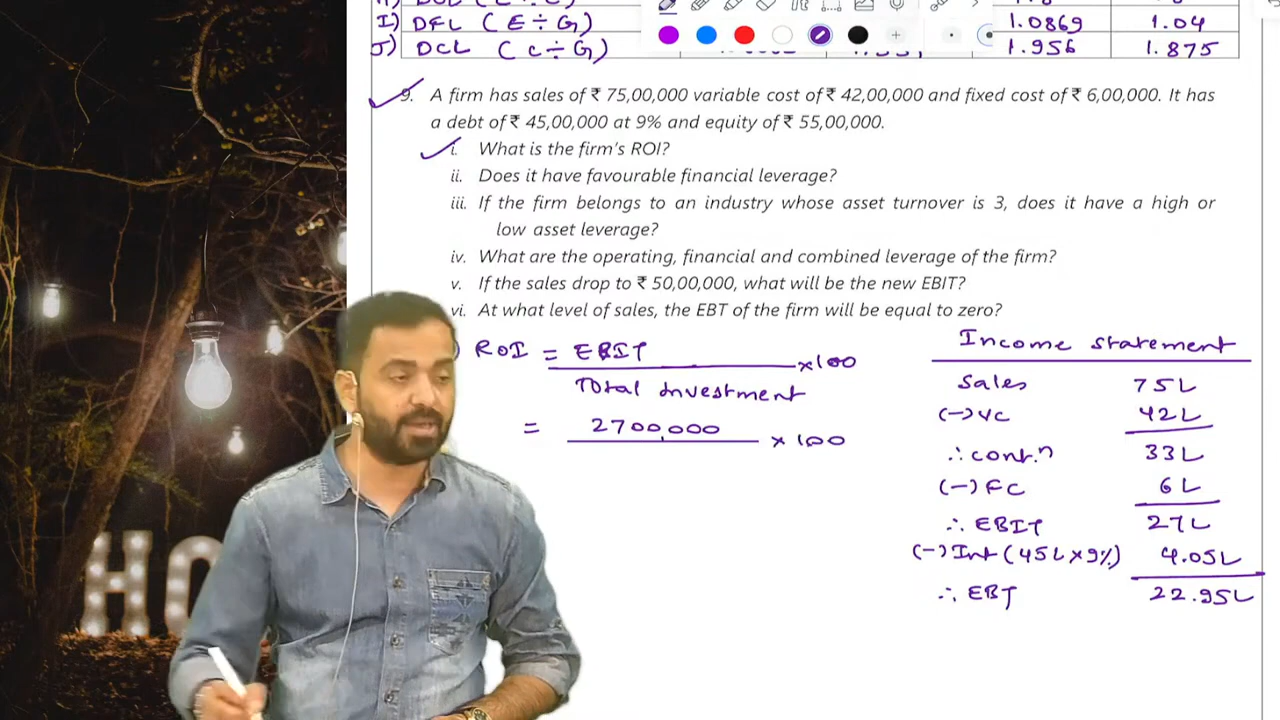 I) DFL (E÷G) 1.0869 1.04
J) DCL (C÷G) 1.956 1.875
9. A firm has sales of ₹ 75,00,000 variable cost of ₹ 42,00,000 and fixed cost of ₹ 6,00,000. It has
a debt of ₹ 45,00,000 at 9% and equity of ₹ 55,00,000.
i. What is the firm's ROI?
ii. Does it have favourable financial leverage?
iii. If the firm belongs to an industry whose asset turnover is 3, does it have a high or
low asset leverage?
iv. What are the operating, financial and combined leverage of the firm?
v. If the sales drop to ₹ 50,00,000, what will be the new EBIT?
vi. At what level of sales, the EBT of the firm will be equal to zero?
) ROI = EBIT ×100
Total Investment
= 2700,000 × 100
Income statement
Sales 75L
(-) VC 42L
∴ cont.n 33L
(-) FC 6L
∴ EBIT 27L
(-) Int (45L×9%) 4.05L
∴ EBT 22.95L
HO